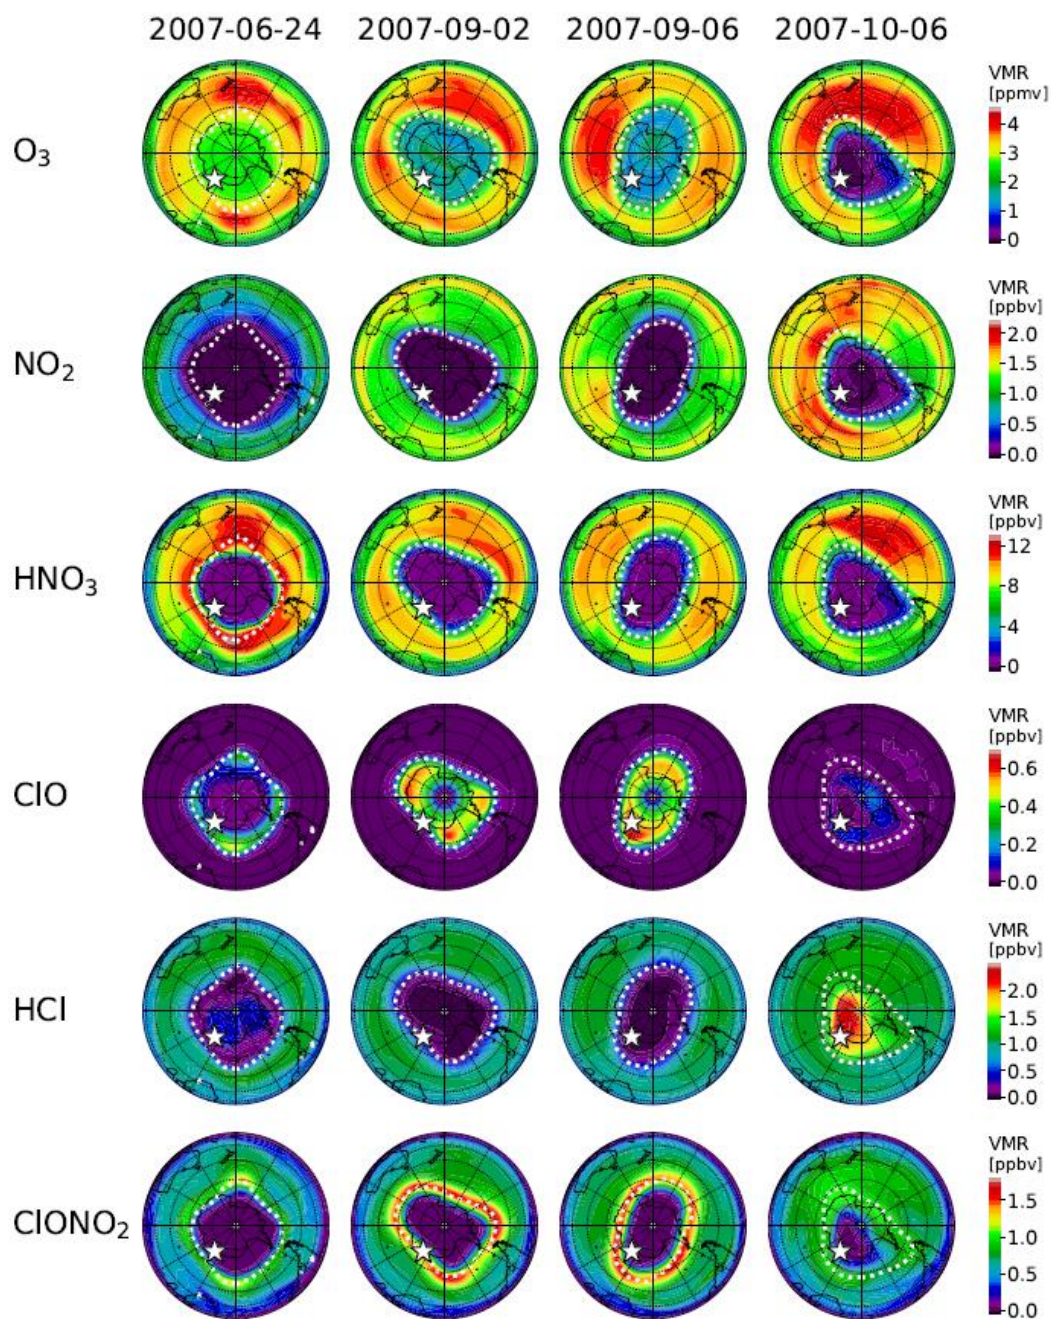 2007-06-24 2007-09-02 2007-09-06 2007-10-06
O₃
VMR
[ppmv]
4
3
2
1
0
NO₂
VMR
[ppbv]
2.0
1.5
1.0
0.5
0.0
HNO₃
VMR
[ppbv]
12
8
4
0
ClO
VMR
[ppbv]
0.6
0.4
0.2
0.0
HCl
VMR
[ppbv]
2.0
1.5
1.0
0.5
0.0
ClONO₂
VMR
[ppbv]
1.5
1.0
0.5
0.0